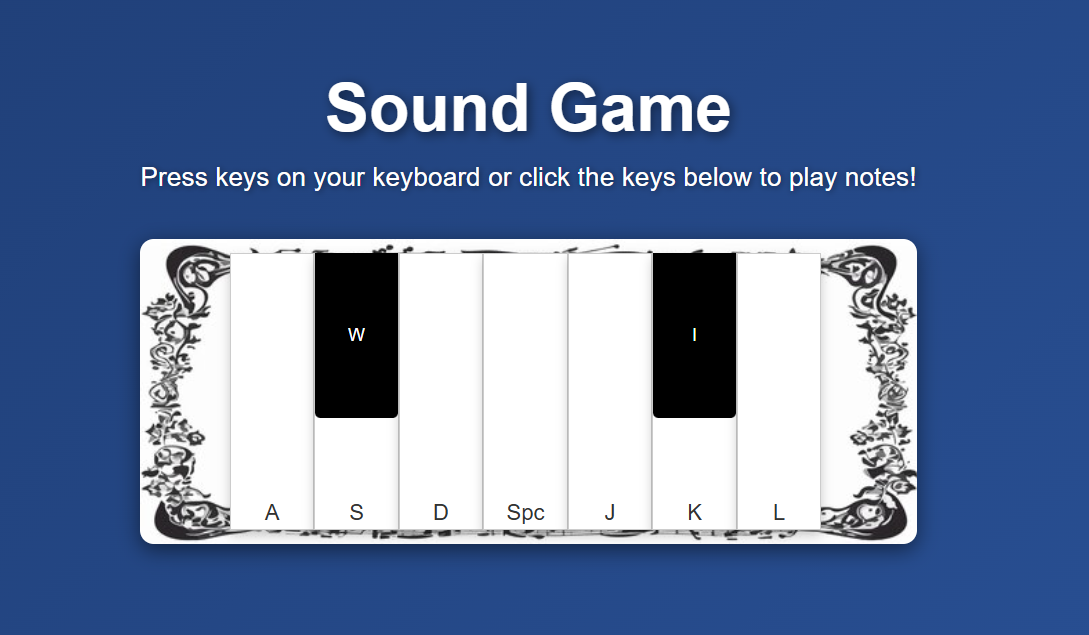 Sound Game
Press keys on your keyboard or click the keys below to play notes!
W I
A S D Spc J K L